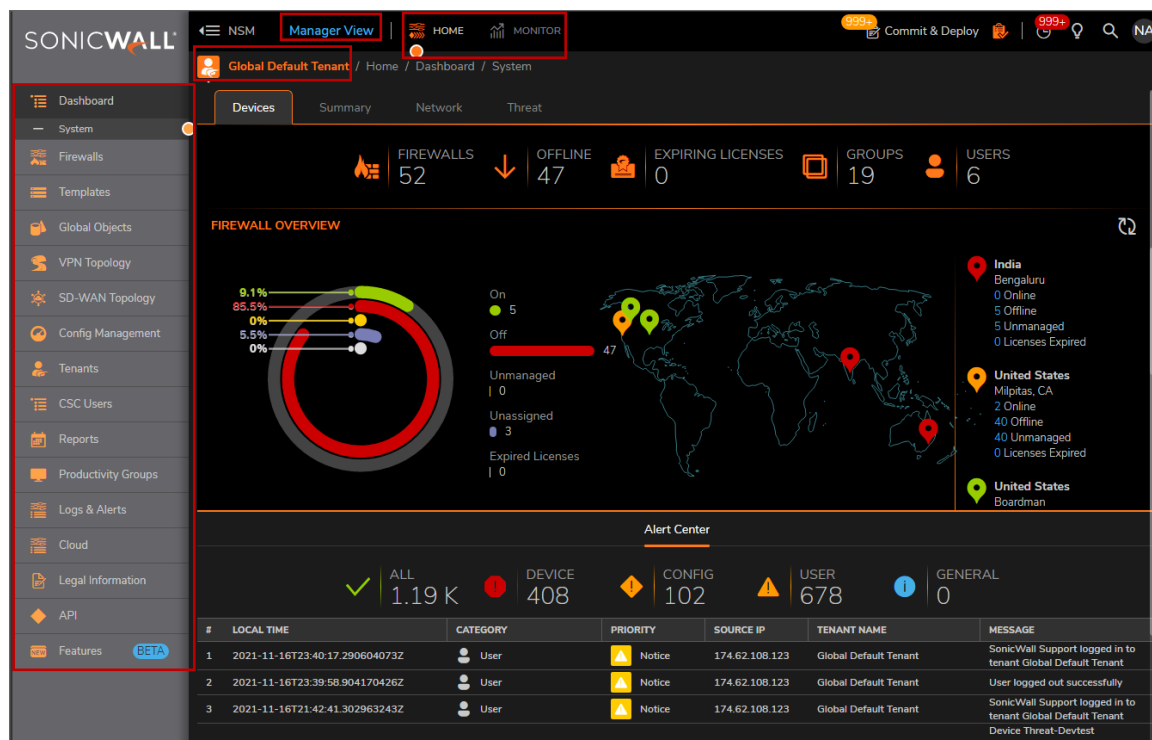 SONICWALL
NSM Manager View HOME MONITOR 999+ Commit & Deploy 999+ NA
Global Default Tenant / Home / Dashboard / System
Dashboard
System
Firewalls
Templates
Global Objects
VPN Topology
SD-WAN Topology
Config Management
Tenants
CSC Users
Reports
Productivity Groups
Logs & Alerts
Cloud
Legal Information
API
NEW Features BETA
Devices Summary Network Threat
FIREWALLS
52
OFFLINE
47
EXPIRING LICENSES
0
GROUPS
19
USERS
6
FIREWALL OVERVIEW
9.1%
85.5%
0%
5.5%
0%
On
5
Off
47
Unmanaged
0
Unassigned
3
Expired Licenses
0
India
Bengaluru
0 Online
5 Offline
5 Unmanaged
0 Licenses Expired
United States
Milpitas, CA
2 Online
40 Offline
40 Unmanaged
0 Licenses Expired
United States
Boardman
Alert Center
ALL
1.19 K
DEVICE
408
CONFIG
102
USER
678
GENERAL
0
# LOCAL TIME CATEGORY PRIORITY SOURCE IP TENANT NAME MESSAGE
1 2021-11-16T23:40:17.290604073Z User Notice 174.62.108.123 Global Default Tenant SonicWall Support logged in to
tenant Global Default Tenant
2 2021-11-16T23:39:58.904170426Z User Notice 174.62.108.123 Global Default Tenant User logged out successfully
3 2021-11-16T21:42:41.302963243Z User Notice 174.62.108.123 Global Default Tenant SonicWall Support logged in to
tenant Global Default Tenant
Device Threat-Devtest